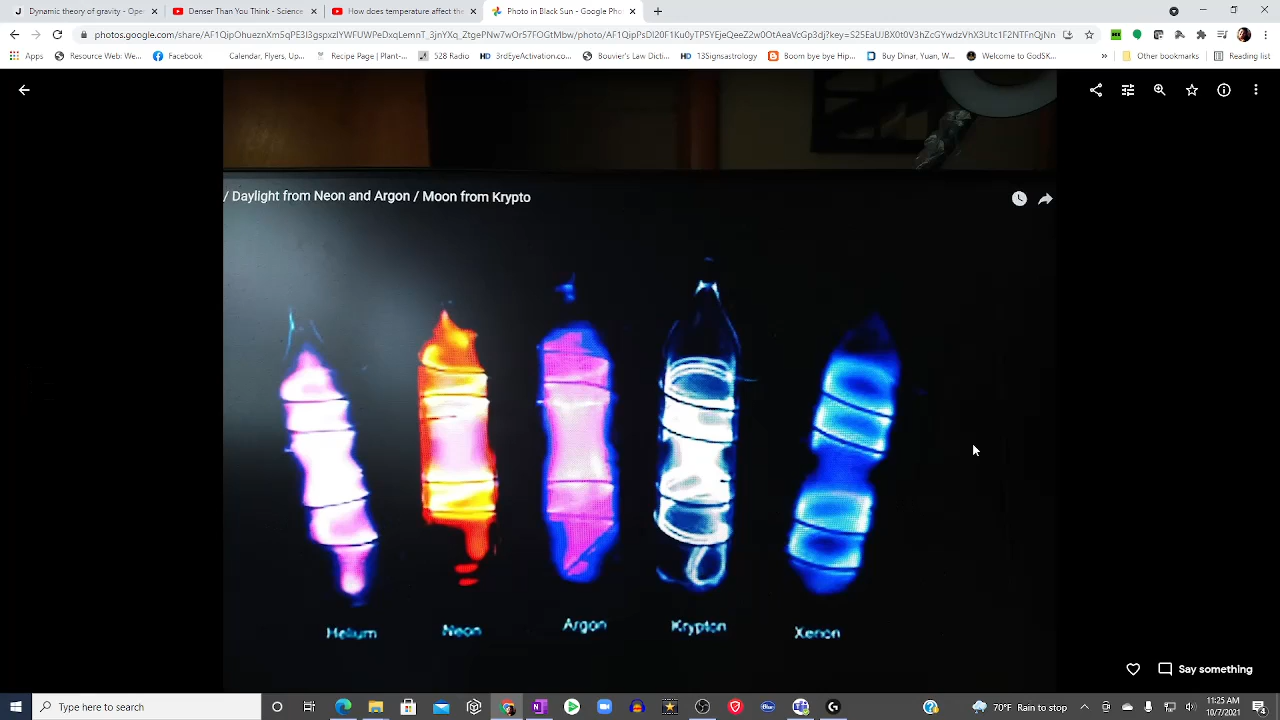 Dynamic theory of gravity - Ope
Denser Than You Think - Science
How does temperature affect the
Photo in Black Sun - Google Pho
Apps
Resource Web Page
Facebook
Calendar, Flyers, Up...
Recipe Page | Plant-...
528 Radio
3rdEyeActivation.co...
Bouvier's Law Dict...
13Signsastrology
Boom bye bye Hip...
Buy Dinar, Yuan, W...
Welcome to GodSK...
»
Other bookmarks
Reading list
/ Daylight from Neon and Argon / Moon from Krypto
Helium
Neon
Argon
Krypton
Xenon
Say something
Type here to search
70°F Rain to stop
11:25 AM
10/7/2021